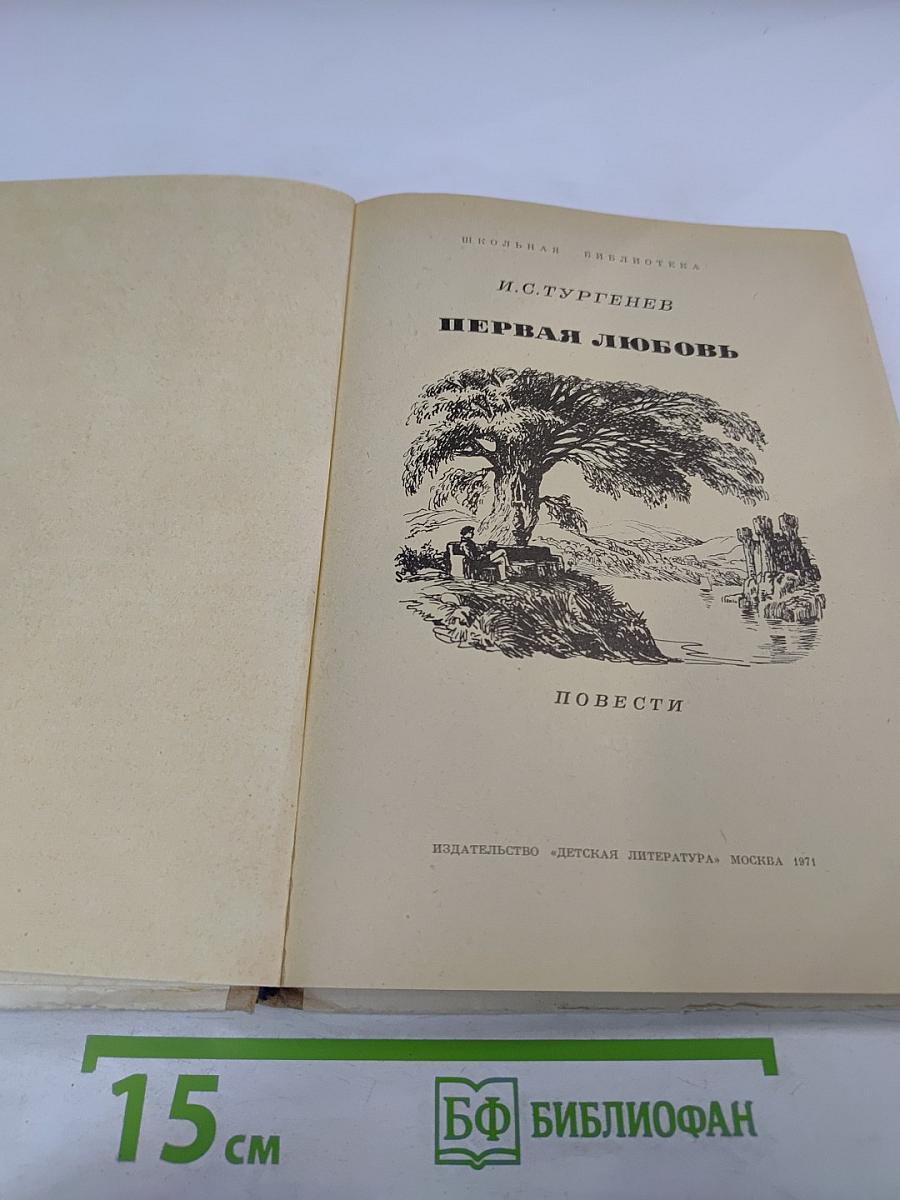 ШКОЛЬНАЯ БИБЛИОТЕКА
И.С.ТУРГЕНЕВ
ПЕРВАЯ ЛЮБОВЬ
ПОВЕСТИ
ИЗДАТЕЛЬСТВО «ДЕТСКАЯ ЛИТЕРАТУРА» МОСКВА 1971
15 см
БФ БИБЛИОФАН